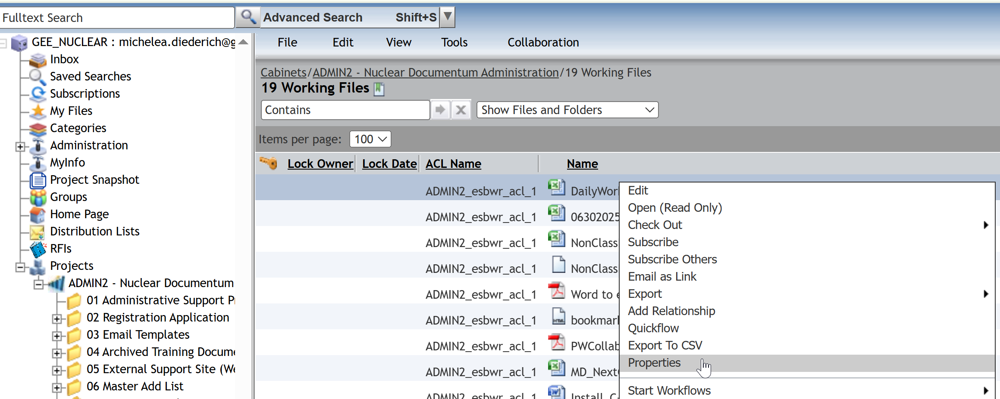 Fulltext Search
Advanced Search Shift+S
GEE_NUCLEAR : michelea.diederich@g
Inbox
Saved Searches
Subscriptions
My Files
Categories
Administration
MyInfo
Project Snapshot
Groups
Home Page
Distribution Lists
RFIs
Projects
ADMIN2 - Nuclear Documentum
01 Administrative Support Pr
02 Registration Application
03 Email Templates
04 Archived Training Docume
05 External Support Site (We
06 Master Add List
File Edit View Tools Collaboration
Cabinets/ADMIN2 - Nuclear Documentum Administration/19 Working Files
19 Working Files
Contains Show Files and Folders
Items per page: 100
Lock Owner Lock Date ACL Name Name
ADMIN2_esbwr_acl_1 DailyWork
ADMIN2_esbwr_acl_1 06302025
ADMIN2_esbwr_acl_1 NonClass
ADMIN2_esbwr_acl_1 NonClass
ADMIN2_esbwr_acl_1 Word to e
ADMIN2_esbwr_acl_1 bookmark
ADMIN2_esbwr_acl_1 PWCollab
ADMIN2_esbwr_acl_1 MD_Next
ADMIN2_esbwr_acl_1 Install_C
Edit
Open (Read Only)
Check Out
Subscribe
Subscribe Others
Email as Link
Export
Add Relationship
Quickflow
Export To CSV
Properties
Start Workflows